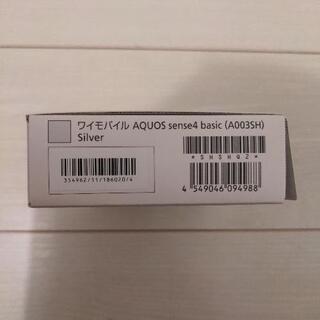 ワイモバイル AQUOS sense4 basic (A003SH)
Silver
*SHSHQ2*
354962/11/186020/4
4 549046 094988